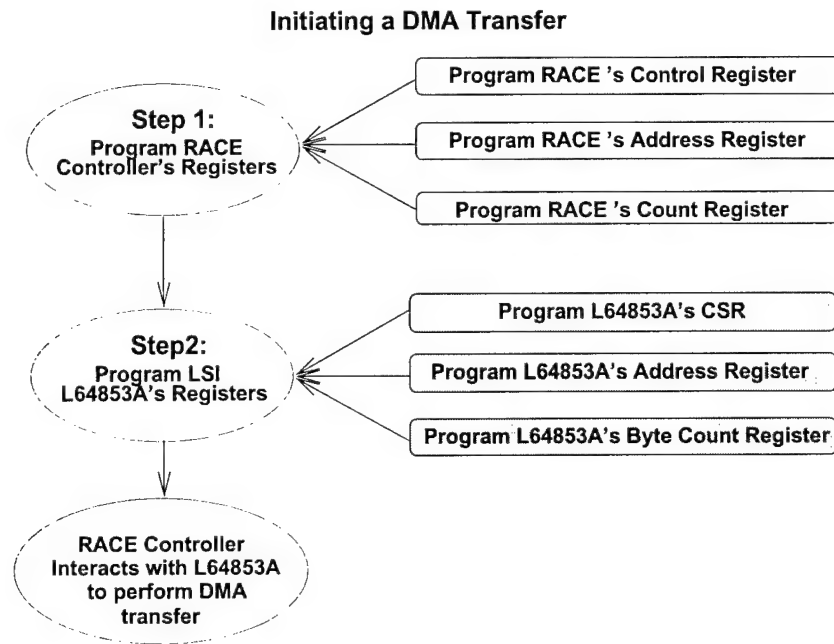 Initiating a DMA Transfer
Step 1:
Program RACE
Controller's Registers
Program RACE 's Control Register
Program RACE 's Address Register
Program RACE 's Count Register
Step2:
Program LSI
L64853A's Registers
Program L64853A's CSR
Program L64853A's Address Register
Program L64853A's Byte Count Register
RACE Controller
Interacts with L64853A
to perform DMA
transfer